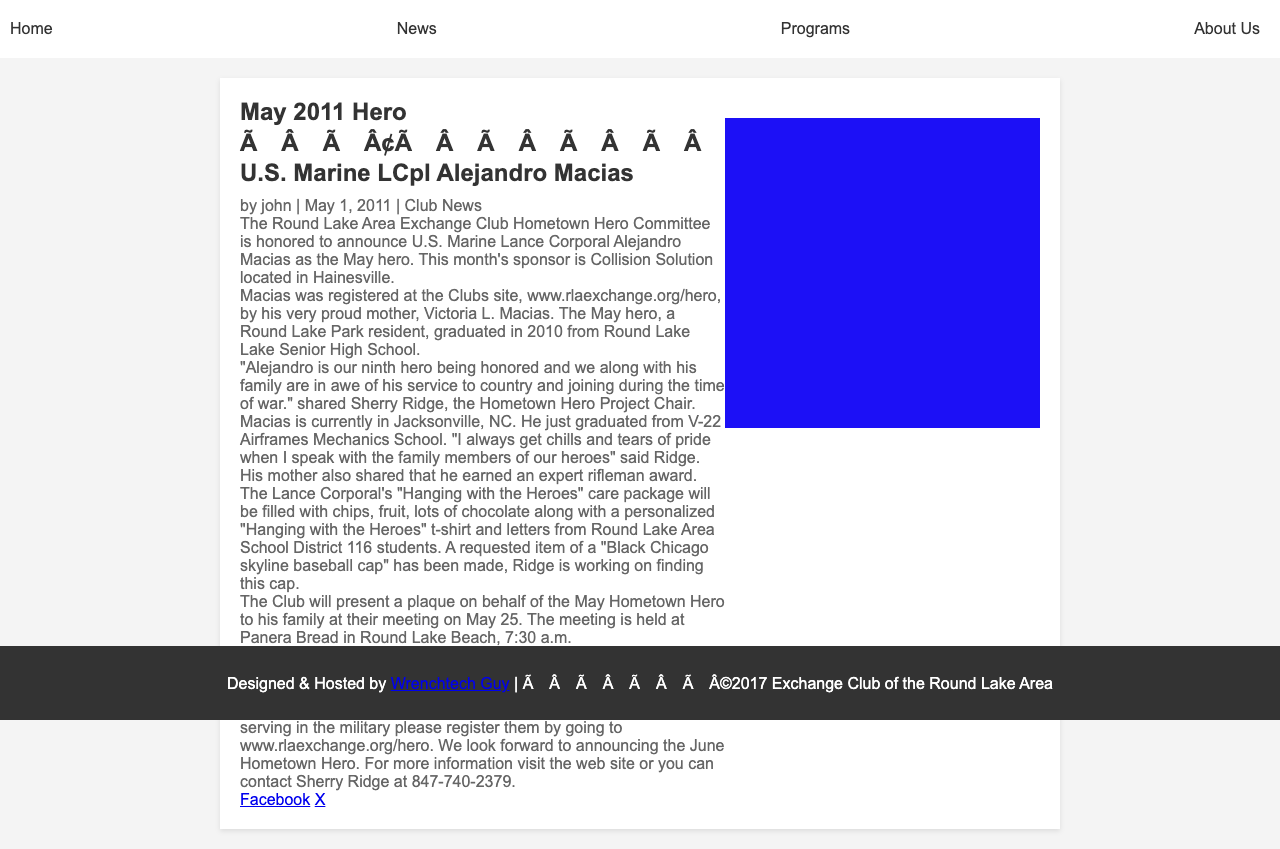 Home News Programs About Us
May 2011 Hero
Ã Â Ã Â¢Ã Â Ã Â Ã Â Ã Â
U.S. Marine LCpl Alejandro Macias
by john | May 1, 2011 | Club News
The Round Lake Area Exchange Club Hometown Hero Committee
is honored to announce U.S. Marine Lance Corporal Alejandro
Macias as the May hero. This month's sponsor is Collision Solution
located in Hainesville.
Macias was registered at the Clubs site, www.rlaexchange.org/hero,
by his very proud mother, Victoria L. Macias. The May hero, a
Round Lake Park resident, graduated in 2010 from Round Lake
Lake Senior High School.
"Alejandro is our ninth hero being honored and we along with his
family are in awe of his service to country and joining during the time
of war." shared Sherry Ridge, the Hometown Hero Project Chair.
Macias is currently in Jacksonville, NC. He just graduated from V-22
Airframes Mechanics School. "I always get chills and tears of pride
when I speak with the family members of our heroes" said Ridge.
His mother also shared that he earned an expert rifleman award.
The Lance Corporal's "Hanging with the Heroes" care package will
be filled with chips, fruit, lots of chocolate along with a personalized
"Hanging with the Heroes" t-shirt and letters from Round Lake Area
School District 116 students. A requested item of a "Black Chicago
skyline baseball cap" has been made, Ridge is working on finding
this cap.
The Club will present a plaque on behalf of the May Hometown Hero
to his family at their meeting on May 25. The meeting is held at
Panera Bread in Round Lake Beach, 7:30 a.m.
Designed & Hosted by Wrenchtech Guy | Ã Â Ã Â Ã Â Ã Â©2017 Exchange Club of the Round Lake Area
serving in the military please register them by going to
www.rlaexchange.org/hero. We look forward to announcing the June
Hometown Hero. For more information visit the web site or you can
contact Sherry Ridge at 847-740-2379.
Facebook X